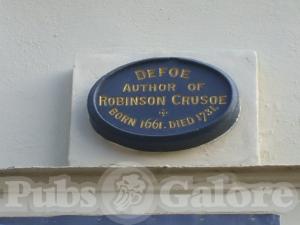 DEFOE
AUTHOR OF
ROBINSON CRUSOE
BORN 1661. DIED 1731.
Pubs Galore